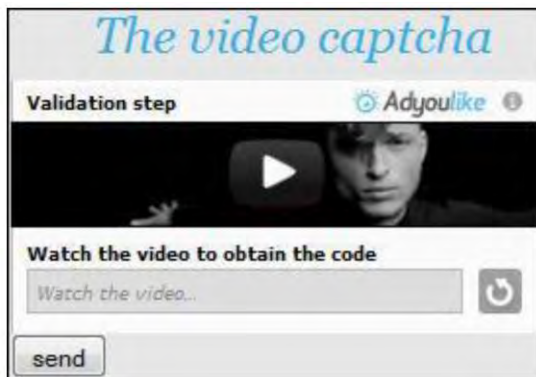 The video captcha
Validation step Adyoulike i
Watch the video to obtain the code
Watch the video...
send